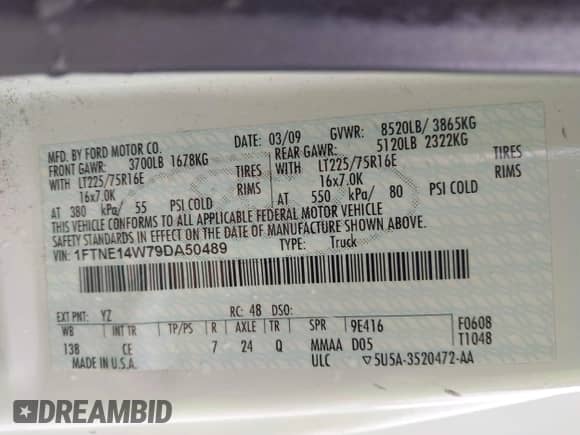 MFD. BY FORD MOTOR CO. DATE: 03/09 GVWR: 8520LB/ 3865KG
FRONT GAWR: 3700LB 1678KG REAR GAWR: 5120LB 2322KG
WITH LT225/75R16E TIRES WITH LT225/75R16E TIRES
16x7.0K RIMS 16x7.0K RIMS
AT 380 kPa/ 55 PSI COLD AT 550 kPa/ 80 PSI COLD
THIS VEHICLE CONFORMS TO ALL APPLICABLE FEDERAL MOTOR VEHICLE
SAFETY STANDARDS IN EFFECT ON THE DATE OF MANUFACTURE SHOWN ABOVE.
VIN: 1FTNE14W79DA50489 TYPE: Truck
EXT PNT: YZ RC: 48 DSO:
WB INT TR TP/PS R AXLE TR SPR 9E416 F0608
138 CE 7 24 Q MMAA D05 T1048
MADE IN U.S.A. ULC ▽5U5A-3520472-AA
DREAMBID